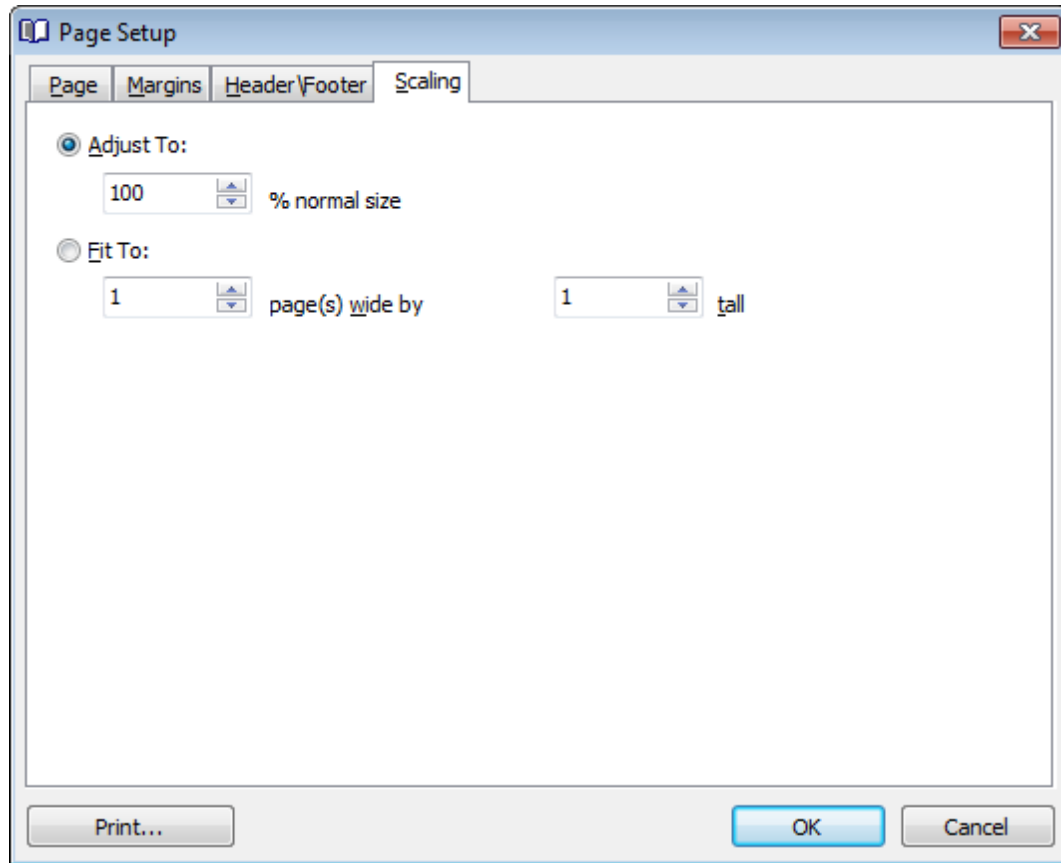 Page Setup
Page Margins Header\Footer Scaling
Adjust To:
100 % normal size
Fit To:
1 page(s) wide by 1 tall
Print... OK Cancel